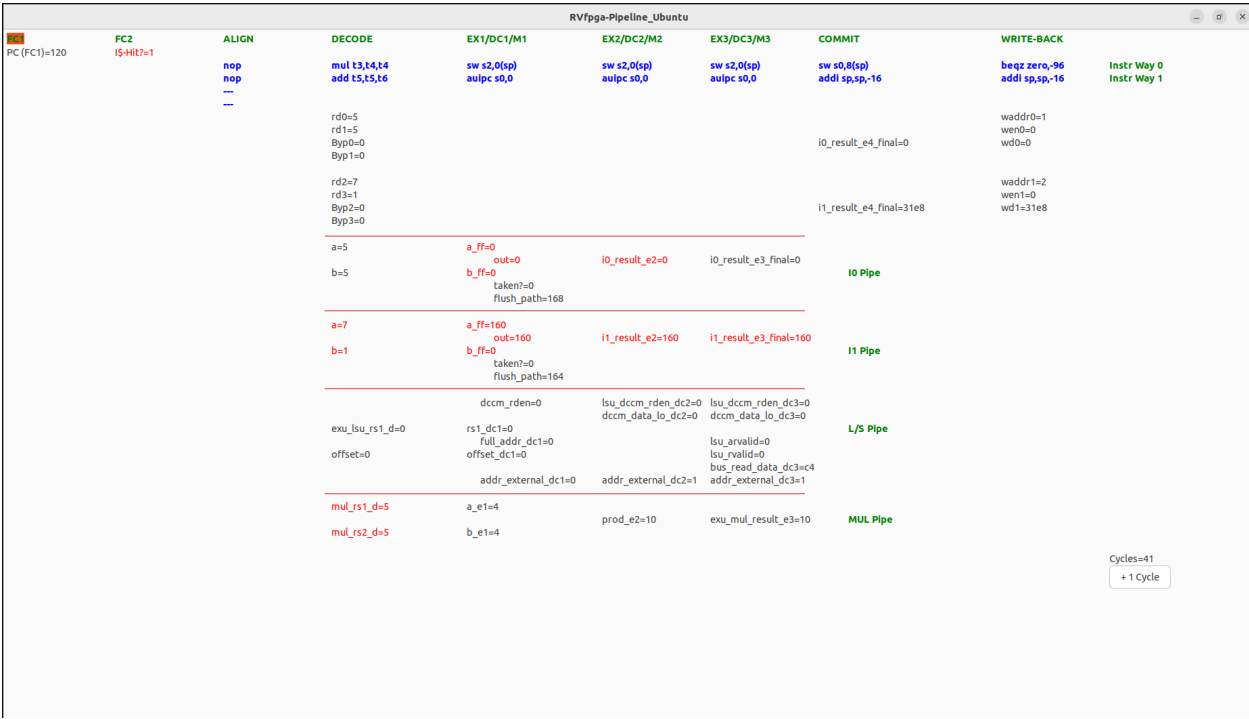 RVfpga-Pipeline_Ubuntu
FC1 FC2 ALIGN DECODE EX1/DC1/M1 EX2/DC2/M2 EX3/DC3/M3 COMMIT WRITE-BACK
PC (FC1)=120 I$-Hit?=1
nop mul t3,t4,t4 sw s2,0(sp) sw s2,0(sp) sw s2,0(sp) sw s0,8(sp) beqz zero,-96 Instr Way 0
nop add t5,t5,t6 auipc s0,0 auipc s0,0 auipc s0,0 addi sp,sp,-16 addi sp,sp,-16 Instr Way 1
---
---
rd0=5 waddr0=1
rd1=5 wen0=0
Byp0=0 i0_result_e4_final=0 wd0=0
Byp1=0
rd2=7 waddr1=2
rd3=1 wen1=0
Byp2=0 i1_result_e4_final=31e8 wd1=31e8
Byp3=0
a=5 a_ff=0
out=0 i0_result_e2=0 i0_result_e3_final=0
b=5 b_ff=0 I0 Pipe
taken?=0
flush_path=168
a=7 a_ff=160
out=160 i1_result_e2=160 i1_result_e3_final=160
b=1 b_ff=0 I1 Pipe
taken?=0
flush_path=164
dccm_rden=0 lsu_dccm_rden_dc2=0 lsu_dccm_rden_dc3=0
dccm_data_lo_dc2=0 dccm_data_lo_dc3=0
exu_lsu_rs1_d=0 rs1_dc1=0 L/S Pipe
full_addr_dc1=0 lsu_arvalid=0
offset=0 offset_dc1=0 lsu_rvalid=0
bus_read_data_dc3=c4
addr_external_dc1=0 addr_external_dc2=1 addr_external_dc3=1
mul_rs1_d=5 a_e1=4
prod_e2=10 exu_mul_result_e3=10 MUL Pipe
mul_rs2_d=5 b_e1=4
Cycles=41
+ 1 Cycle